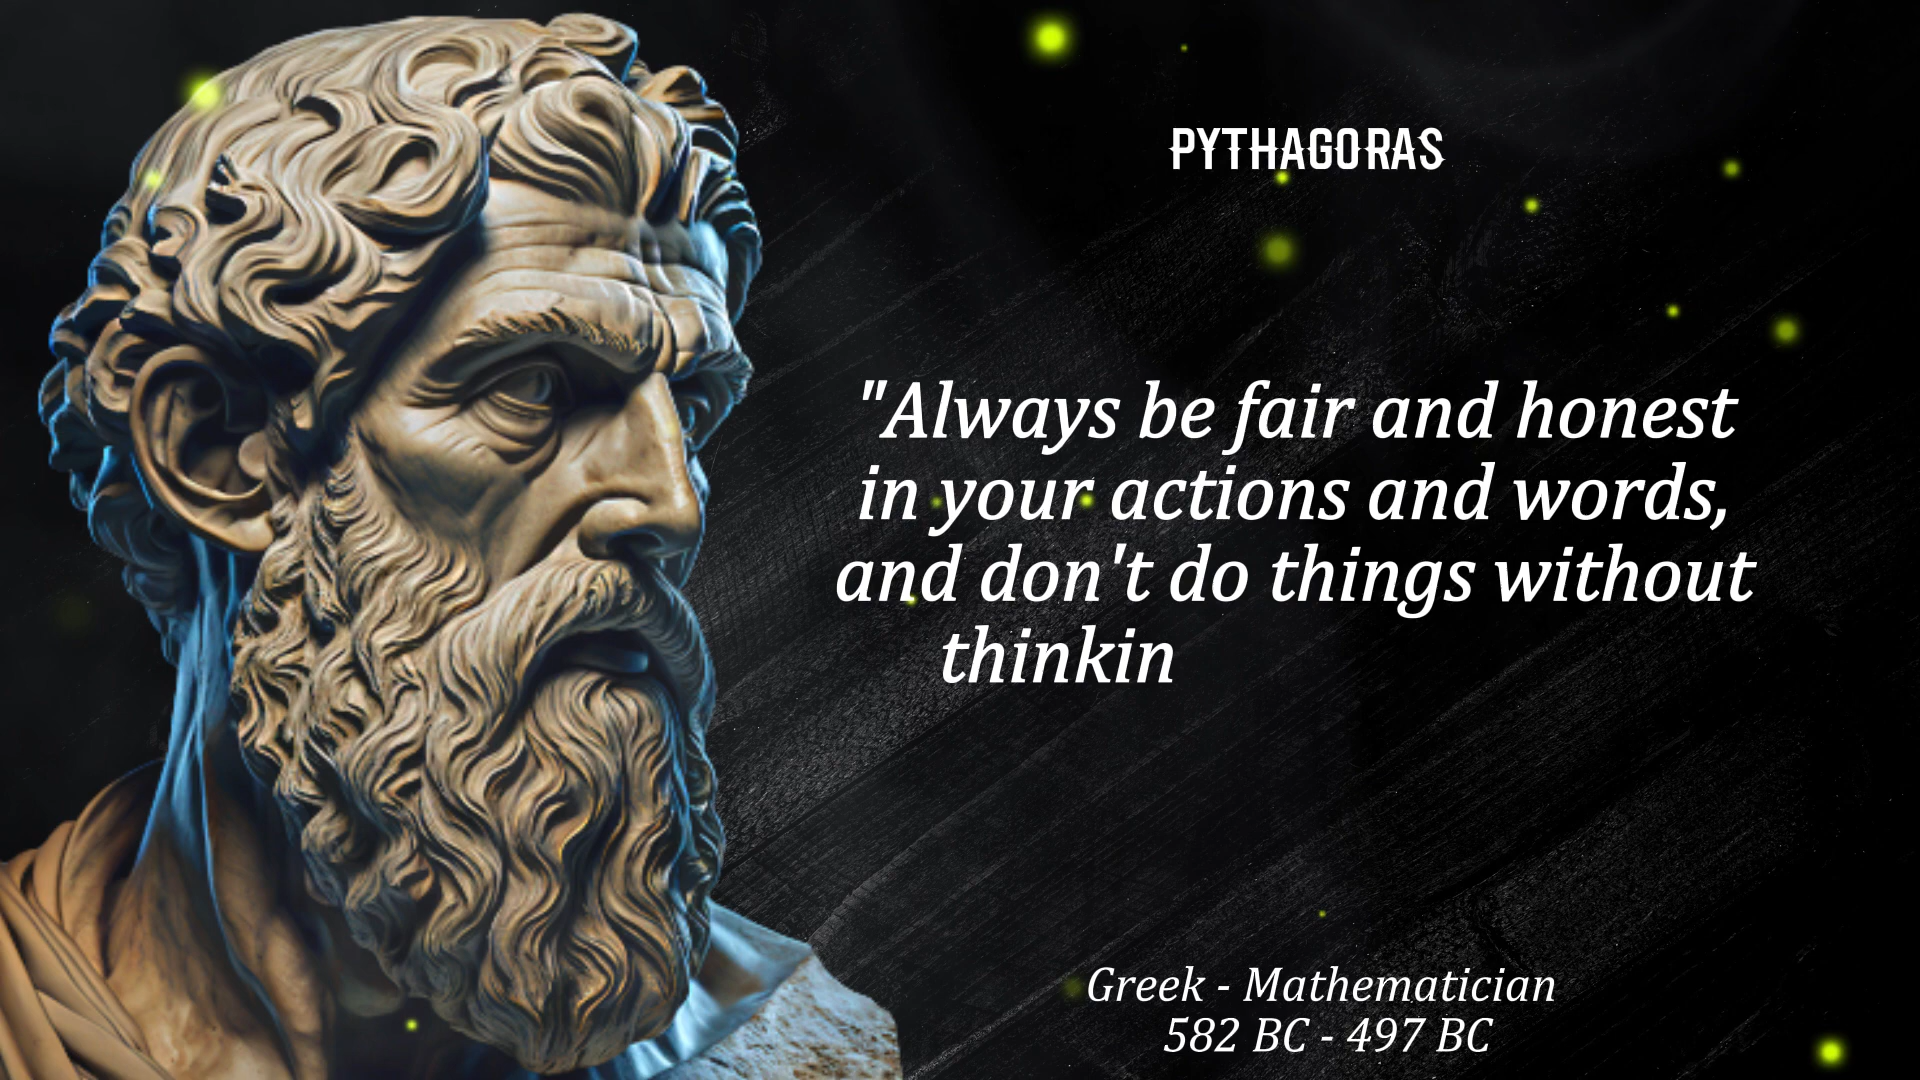 PYTHAGORAS
"Always be fair and honest
in your actions and words,
and don't do things without
thinkin
Greek - Mathematician
582 BC - 497 BC